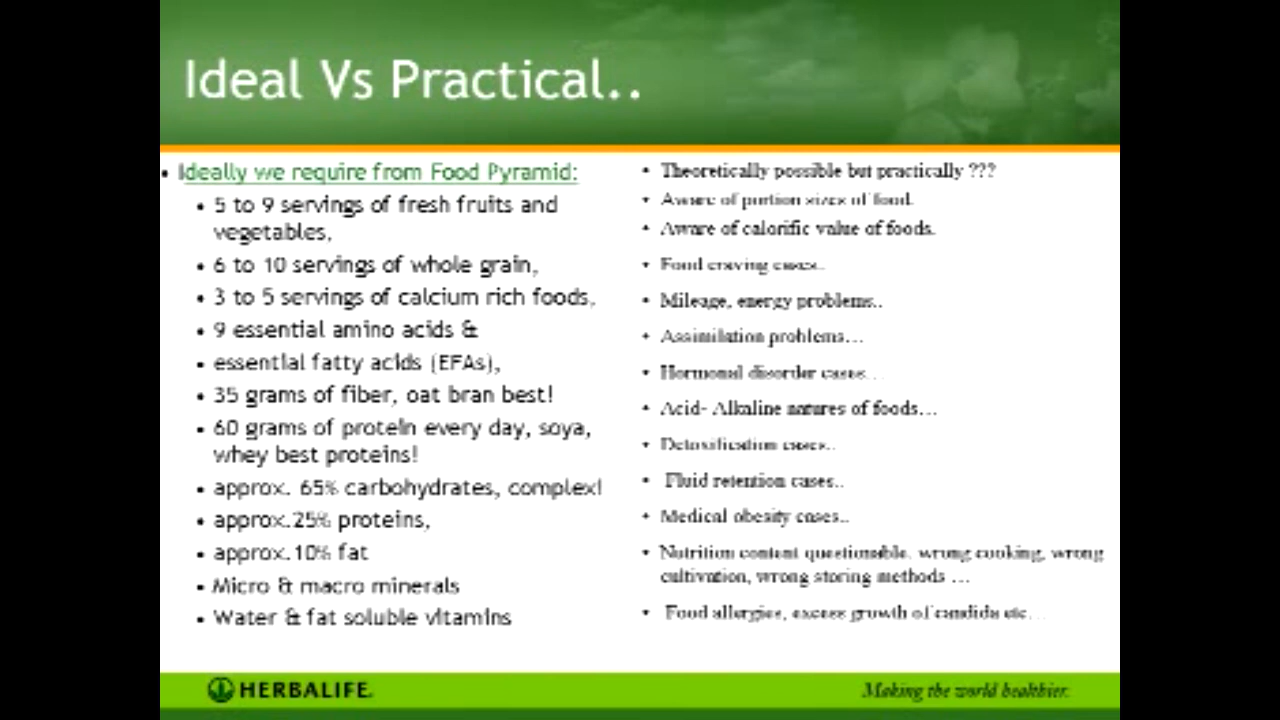 Ideal Vs Practical..
• Ideally we require from Food Pyramid:
• 5 to 9 servings of fresh fruits and
vegetables,
• 6 to 10 servings of whole grain,
• 3 to 5 servings of calcium rich foods,
• 9 essential amino acids &
• essential fatty acids (EFAs),
• 35 grams of fiber, oat bran best!
• 60 grams of protein every day, soya,
whey best proteins!
• approx. 65% carbohydrates, complex!
• approx.25% proteins,
• approx.10% fat
• Micro & macro minerals
• Water & fat soluble vitamins
• Theoretically possible but practically ???
• Aware of portion sizes of food.
• Aware of calorific value of foods.
• Food craving cases..
• Mileage, energy problems..
• Assimilation problems…
• Hormonal disorder cases…
• Acid- Alkaline natures of foods…
• Detoxification cases..
• Fluid retention cases..
• Medical obesity cases..
• Nutrition content questionable. wrong cooking, wrong
cultivation, wrong storing methods …
• Food allergies, excess growth of candida etc…
HERBALIFE.
Making the world healthier.